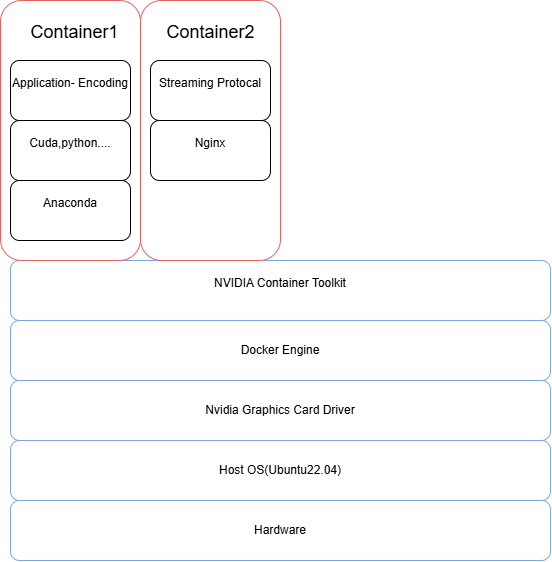 Container1
Container2
Application- Encoding
Streaming Protocal
Cuda,python....
Nginx
Anaconda
NVIDIA Container Toolkit
Docker Engine
Nvidia Graphics Card Driver
Host OS(Ubuntu22.04)
Hardware